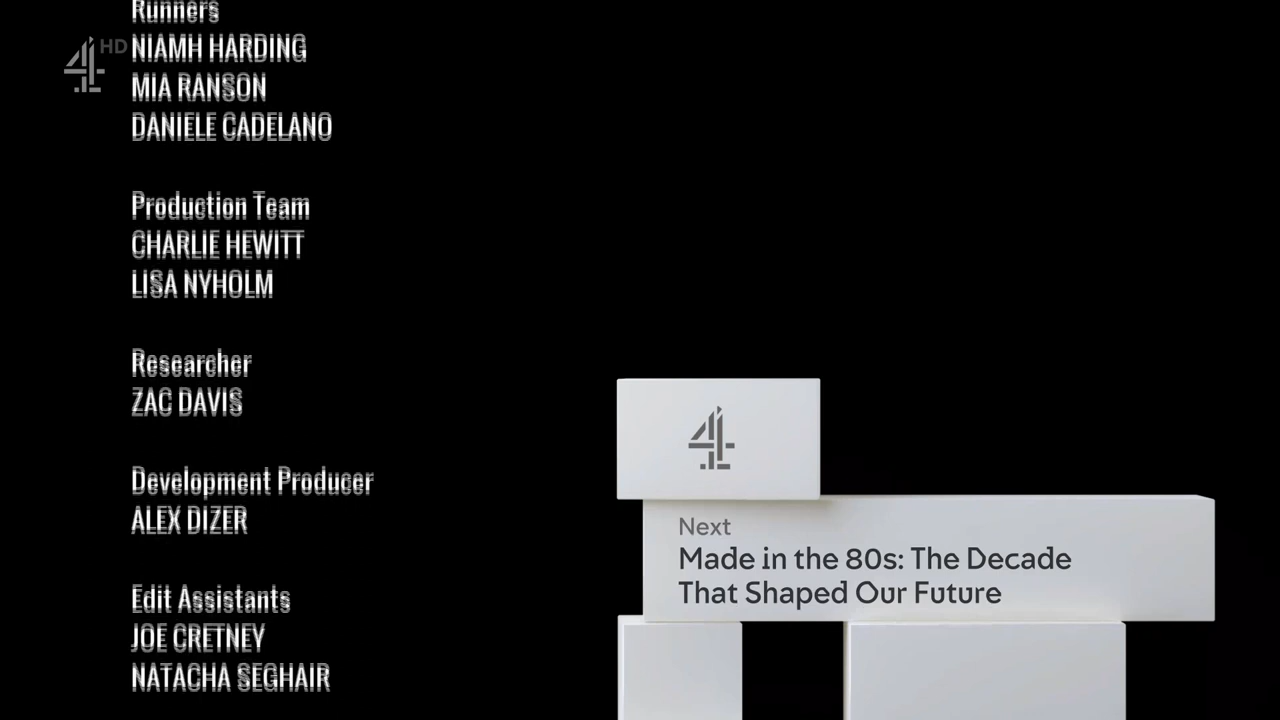 Runners
HD
NIAMH HARDING
MIA RANSON
DANIELE CADELANO
Production Team
CHARLIE HEWITT
LISA NYHOLM
Researcher
ZAC DAVIS
Development Producer
ALEX DIZER
Edit Assistants
JOE CRETNEY
NATACHA SEGHAIR
4
Next
Made in the 80s: The Decade
That Shaped Our Future